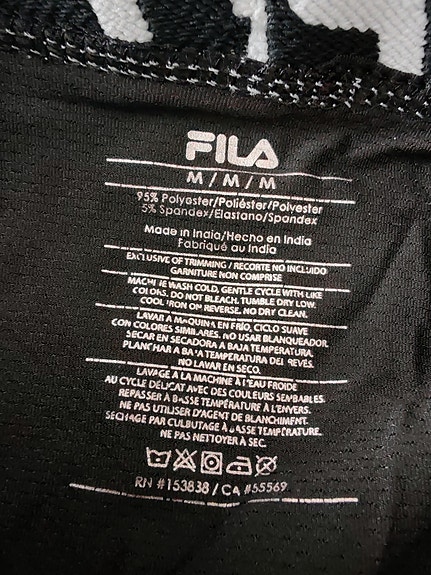 FILA
M / M / M
95% Polyester/Poliéster/Polyester
5% Spandex/Elastano/Spandex
Made in India/Hecho en India
Fabriqué au India
EXCLUSIVE OF TRIMMING / RECORTE NO INCLUIDO
GARNITURE NON COMPRISE
MACHINE WASH COLD, GENTLE CYCLE WITH LIKE
COLORS. DO NOT BLEACH. TUMBLE DRY LOW.
COOL IRON ON REVERSE. NO DRY CLEAN.
LAVAR A MAQUINA EN FRÍO, CICLO SUAVE
CON COLORES SIMILARES. NO USAR BLANQUEADOR.
SECAR EN SECADORA A BAJA TEMPERATURA.
PLANCHAR A BAJA TEMPERATURA DEL REVÉS.
NO LAVAR EN SECO.
LAVAGE À LA MACHINE À L'EAU FROIDE
AU CYCLE DÉLICAT AVEC DES COULEURS SEMBABLES.
REPASSER À BASSE TEMPÉRATURE À L'ENVERS.
NE PAS UTILISER D'AGENT DE BLANCHIMENT.
SÉCHAGE PAR CULBUTAGE À BASSE TEMPÉRATURE.
NE PAS NETTOYER À SEC.
RN #153838 / CA #55569